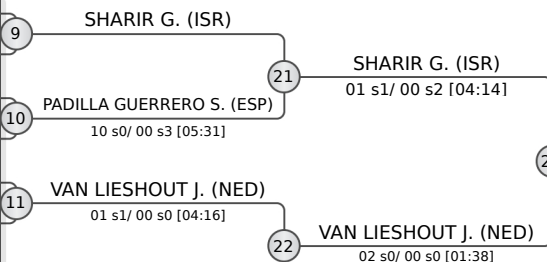 9
SHARIR G. (ISR)
21
SHARIR G. (ISR)
01 s1/ 00 s2 [04:14]
10
PADILLA GUERRERO S. (ESP)
10 s0/ 00 s3 [05:31]
11
VAN LIESHOUT J. (NED)
01 s1/ 00 s0 [04:16]
22
VAN LIESHOUT J. (NED)
02 s0/ 00 s0 [01:38]